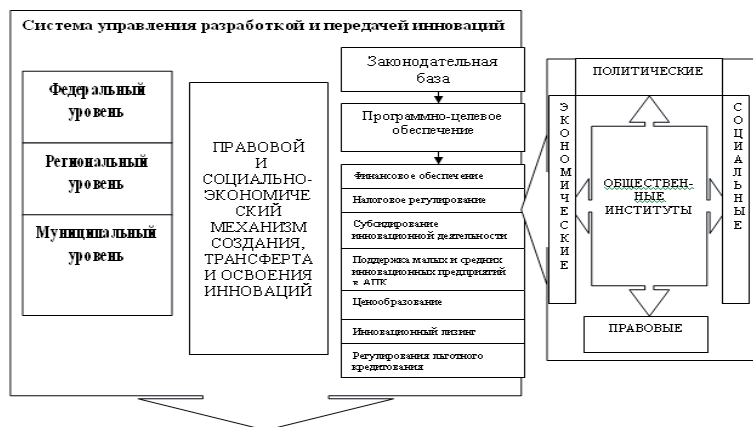 Система управления разработкой и передачей инноваций
Федеральный
уровень
Региональный
уровень
Муниципальный
уровень
ПРАВОВОЙ
И
СОЦИАЛЬНО-
ЭКОНОМИЧЕ
СКИЙ
МЕХАНИЗМ
СОЗДАНИЯ,
ТРАНСФЕРТА
И ОСВОЕНИЯ
ИННОВАЦИЙ
Законодательная
база
Программно-целевое
обеспечение
Финансовое обеспечение
Налоговое регулирование
Субсидирование
инновационной деятельности
Поддержка малых и средних
инновационных предприятий
в АПК
Ценообразование
Инновационный лизинг
Регулирования льготного
кредитования
ПОЛИТИЧЕСКИЕ
ЭКОНОМИЧЕСКИЕ
ОБЩЕСТВЕН-
НЫЕ
ИНСТИТУТЫ
СОЦИАЛЬНЫЕ
ПРАВОВЫЕ